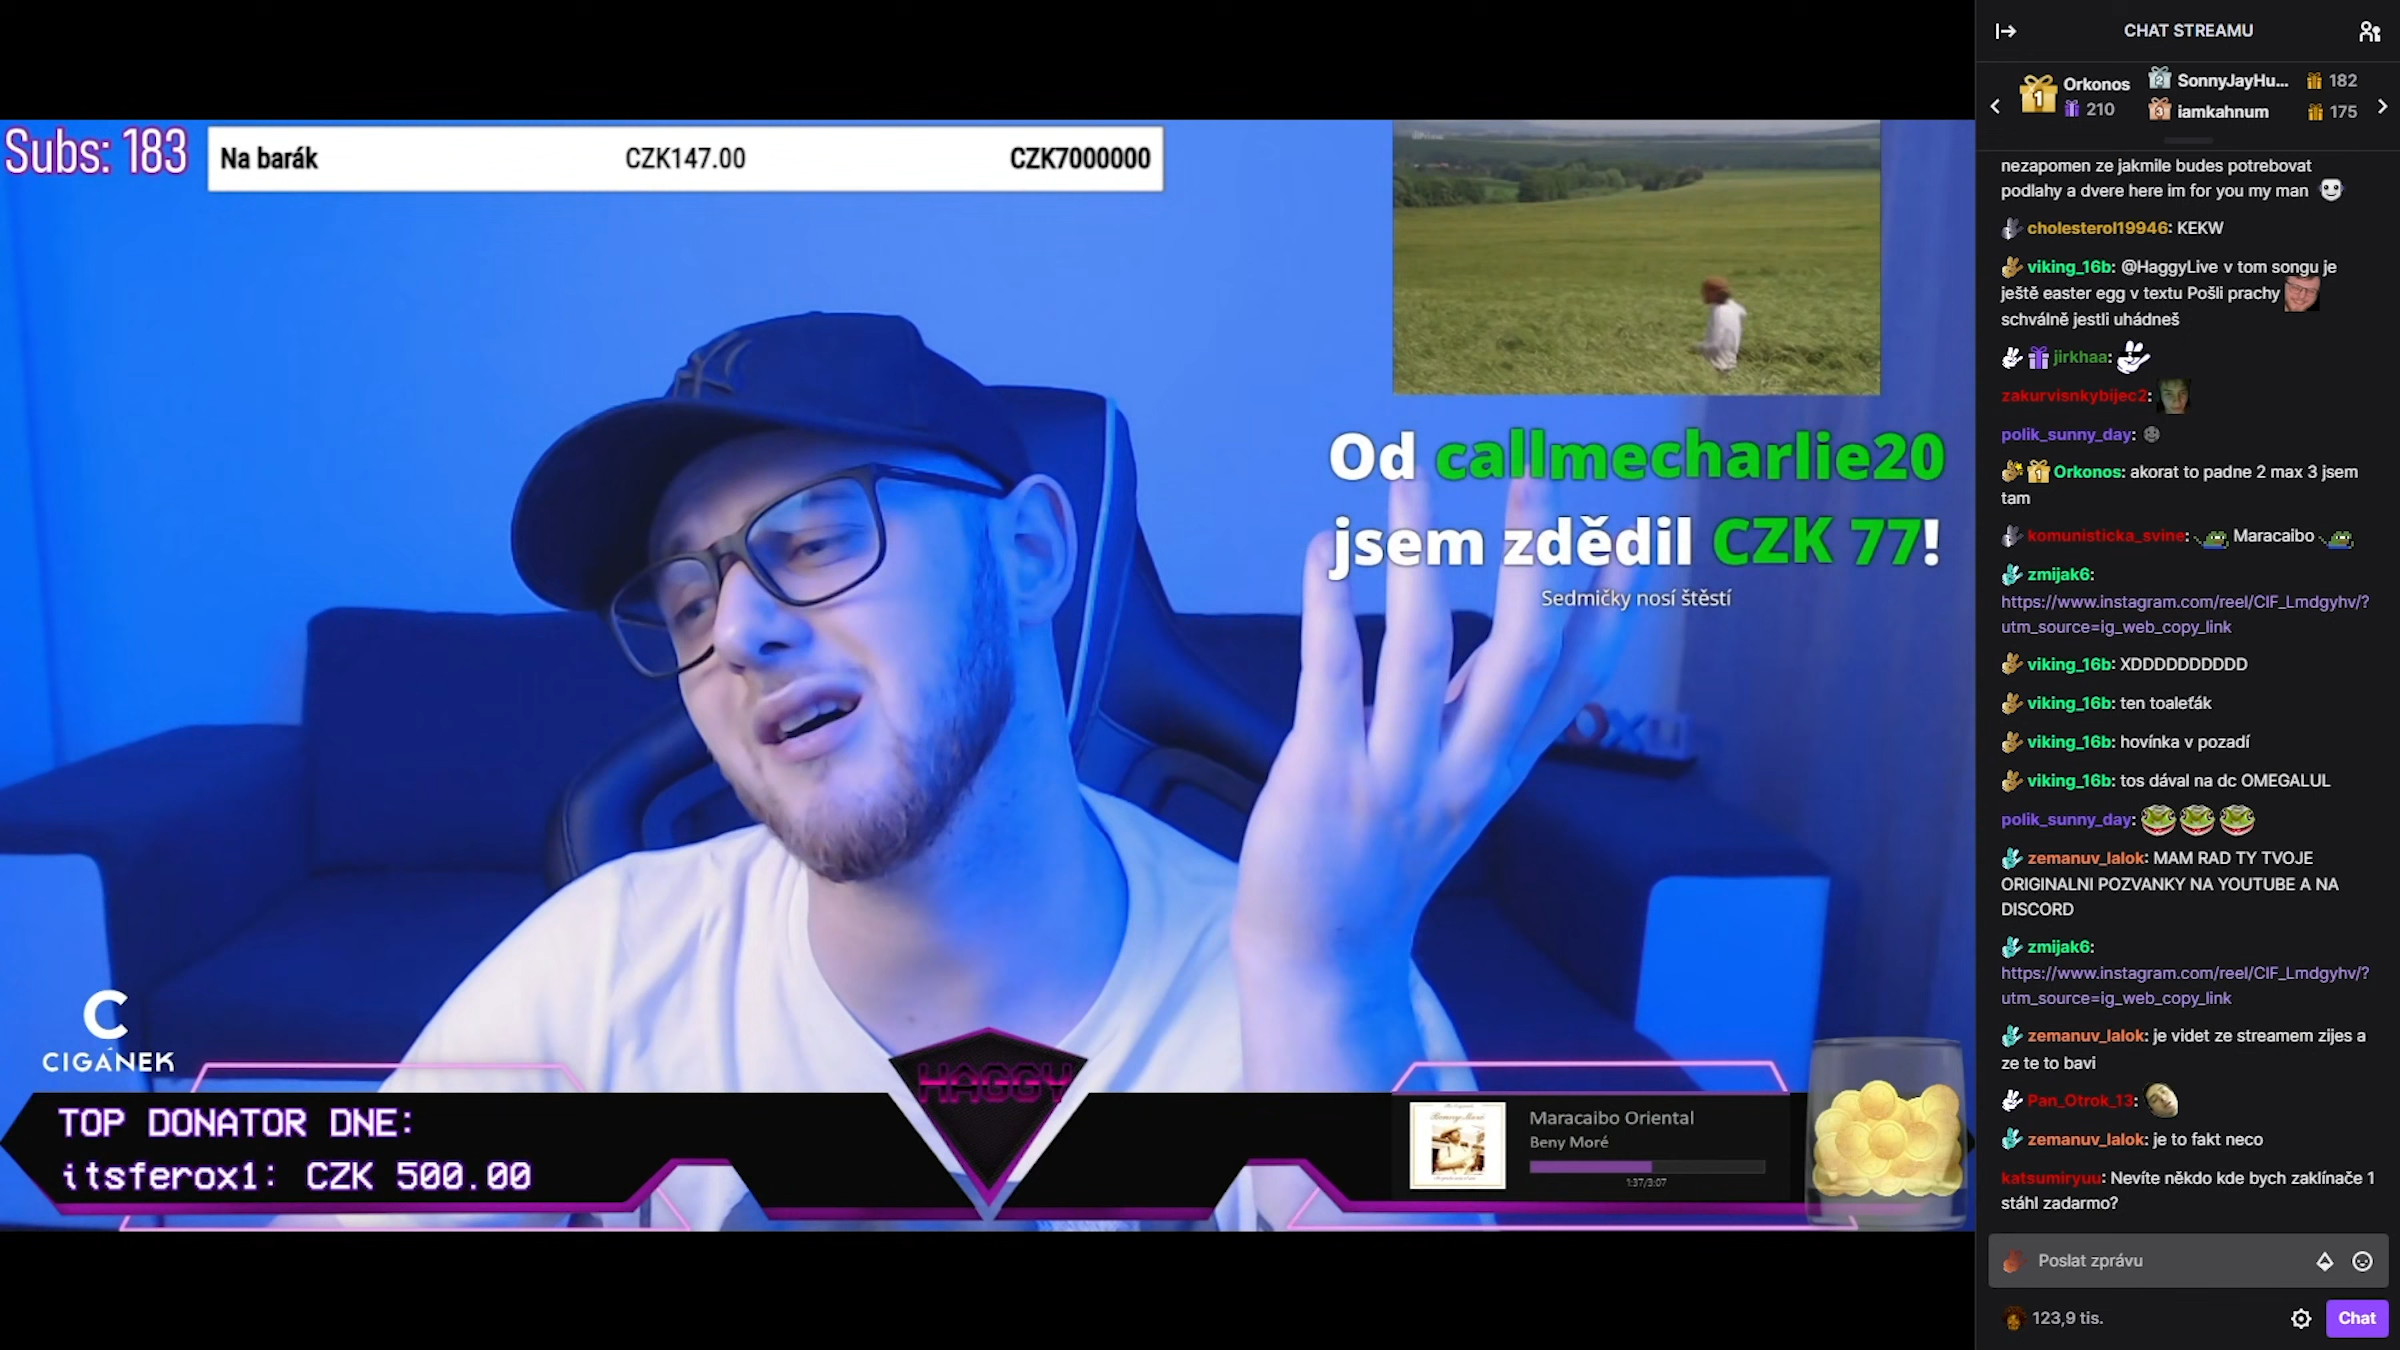 Subs: 183
Na barák CZK147.00 CZK7000000
Od callmecharlie20
jsem zdědil CZK 77!
Sedmičky nosí štěstí
C
CIGÁNEK
TOP DONATOR DNE:
itsferox1: CZK 500.00
HAGGY
Maracaibo Oriental
Beny Moré
1:37/3:07
CHAT STREAMU
1 Orkonos 210
2 SonnyJayHu... 182
3 iamkahnum 175
nezapomen ze jakmile budes potrebovat
podlahy a dvere here im for you my man
cholesterol19946: KEKW
viking_16b: @HaggyLive v tom songu je
ještě easter egg v textu Pošli prachy
schválně jestli uhádneš
jirkhaa:
zakurvisnkybijec2:
polik_sunny_day:
Orkonos: akorat to padne 2 max 3 jsem
tam
komunisticka_svine: Maracaibo
zmijak6:
https://www.instagram.com/reel/CIF_Lmdgyhv/?
utm_source=ig_web_copy_link
viking_16b: XDDDDDDDDDD
viking_16b: ten toaleťák
viking_16b: hovínka v pozadí
viking_16b: tos dával na dc OMEGALUL
polik_sunny_day:
zemanuv_lalok: MAM RAD TY TVOJE
ORIGINALNI POZVANKY NA YOUTUBE A NA
DISCORD
zmijak6:
https://www.instagram.com/reel/CIF_Lmdgyhv/?
utm_source=ig_web_copy_link
zemanuv_lalok: je videt ze streamem zijes a
ze te to bavi
Pan_Otrok_13:
zemanuv_lalok: je to fakt neco
katsumiryuu: Nevíte někdo kde bych zaklínače 1
stáhl zadarmo?
Poslat zprávu
123,9 tis.
Chat